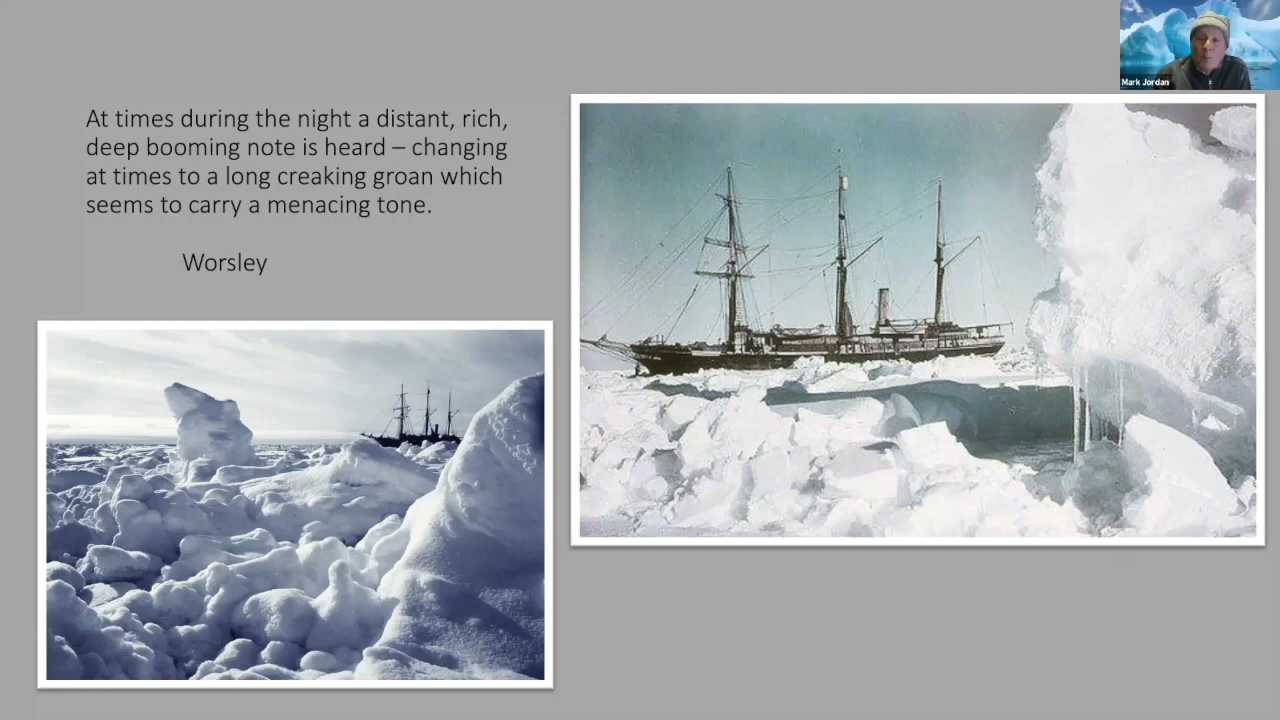 Mark Jordan
At times during the night a distant, rich,
deep booming note is heard – changing
at times to a long creaking groan which
seems to carry a menacing tone.
Worsley